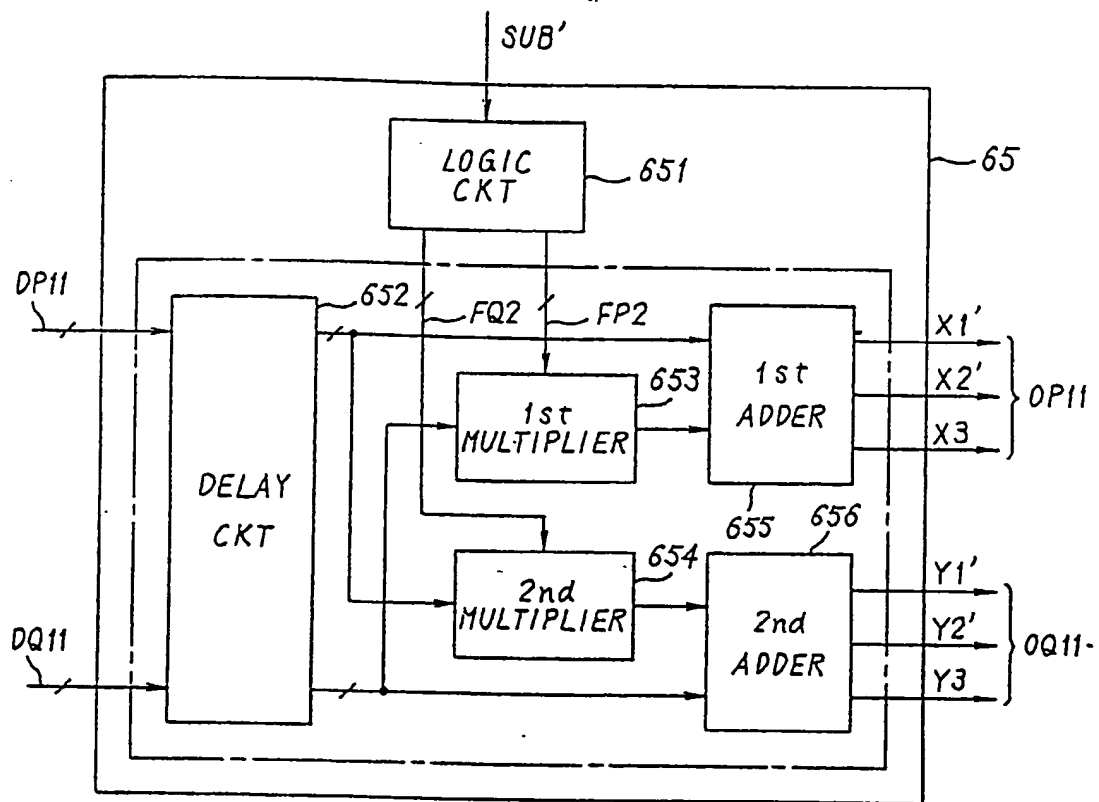 SUB'
LOGIC
CKT
651
65
DP11
652
FQ2
FP2
X1'
1st
MULTIPLIER
653
1st
ADDER
X2'
OP11
X3
DELAY
CKT
655
656
2nd
MULTIPLIER
654
Y1'
2nd
ADDER
Y2'
OQ11
DQ11
Y3